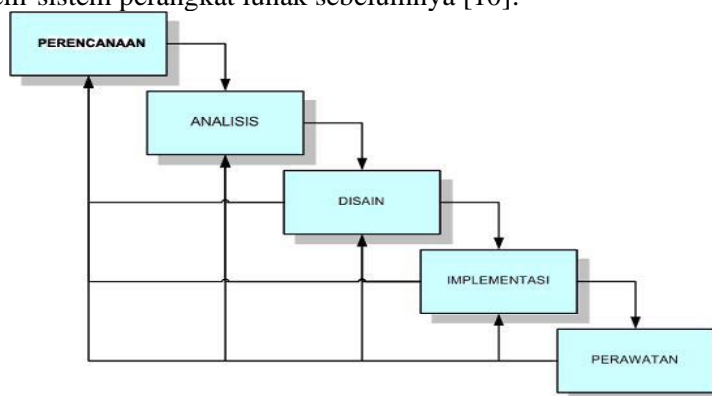 sistem perangkat lunak sebelumnya [10].
PERENCANAAN
ANALISIS
DISAIN
IMPLEMENTASI
PERAWATAN